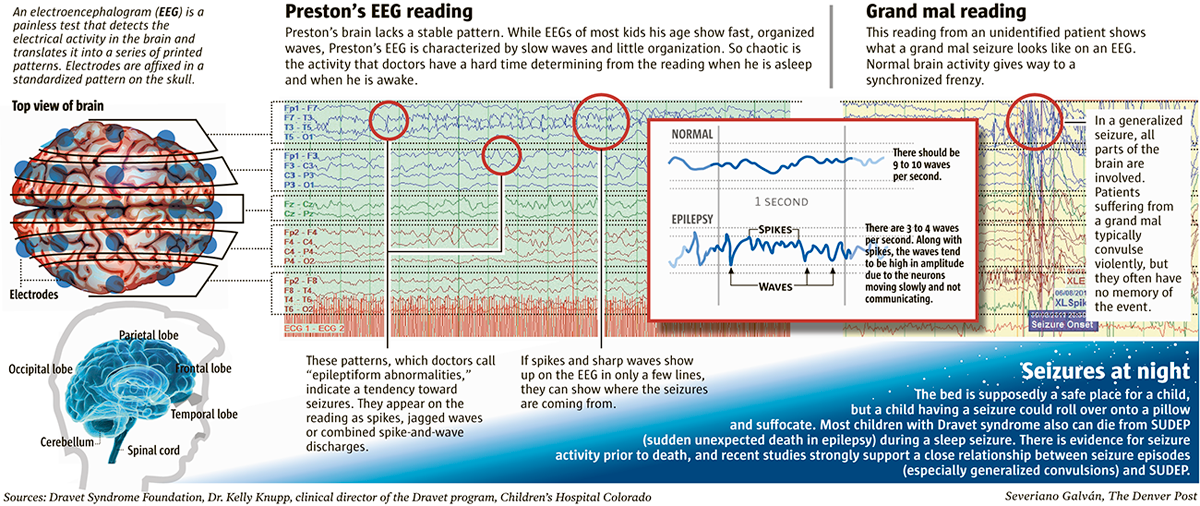 An electroencephalogram (EEG) is a
painless test that detects the
electrical activity in the brain and
translates it into a series of printed
patterns. Electrodes are affixed in a
standardized pattern on the skull.
Top view of brain
Electrodes
Parietal lobe
Occipital lobe
Frontal lobe
Temporal lobe
Cerebellum
Spinal cord
Preston's EEG reading
Preston's brain lacks a stable pattern. While EEGs of most kids his age show fast, organized
waves, Preston's EEG is characterized by slow waves and little organization. So chaotic is
the activity that doctors have a hard time determining from the reading when he is asleep
and when he is awake.
Fp1 - F7
F7 - T3
T3 - T5
T5 - O1
Fp1 - F3
F3 - C3
C3 - P3
P3 - O1
Fz - Cz
Cz - Pz
Fp2 - F4
F4 - C4
C4 - P4
P4 - O2
Fp2 - F8
F8 - T4
T4 - T6
T6 - O2
ECG 1 - ECG 2
These patterns, which doctors call
"epileptiform abnormalities,"
indicate a tendency toward
seizures. They appear on the
reading as spikes, jagged waves
or combined spike-and-wave
discharges.
If spikes and sharp waves show
up on the EEG in only a few lines,
they can show where the seizures
are coming from.
NORMAL
There should be
9 to 10 waves
per second.
1 SECOND
EPILEPSY
SPIKES
WAVES
There are 3 to 4 waves
per second. Along with
spikes, the waves tend
to be high in amplitude
due to the neurons
moving slowly and not
communicating.
Grand mal reading
This reading from an unidentified patient shows
what a grand mal seizure looks like on an EEG.
Normal brain activity gives way to a
synchronized frenzy.
In a generalized
seizure, all
parts of the
brain are
involved.
Patients
suffering from
a grand mal
typically
convulse
violently, but
they often have
no memory of
the event.
XLE
XLSpik
Seizure Onset
Seizures at night
The bed is supposedly a safe place for a child,
but a child having a seizure could roll over onto a pillow
and suffocate. Most children with Dravet syndrome also can die from SUDEP
(sudden unexpected death in epilepsy) during a sleep seizure. There is evidence for seizure
activity prior to death, and recent studies strongly support a close relationship between seizure episodes
(especially generalized convulsions) and SUDEP.
Sources: Dravet Syndrome Foundation, Dr. Kelly Knupp, clinical director of the Dravet program, Children's Hospital Colorado
Severiano Galván, The Denver Post